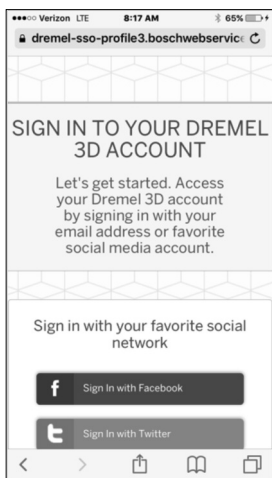 Verizon LTE 8:17 AM 65%
dremel-sso-profile3.boschwebservic
SIGN IN TO YOUR DREMEL
3D ACCOUNT
Let's get started. Access
your Dremel 3D account
by signing in with your
email address or favorite
social media account.
Sign in with your favorite social
network
f Sign In with Facebook
t Sign In with Twitter